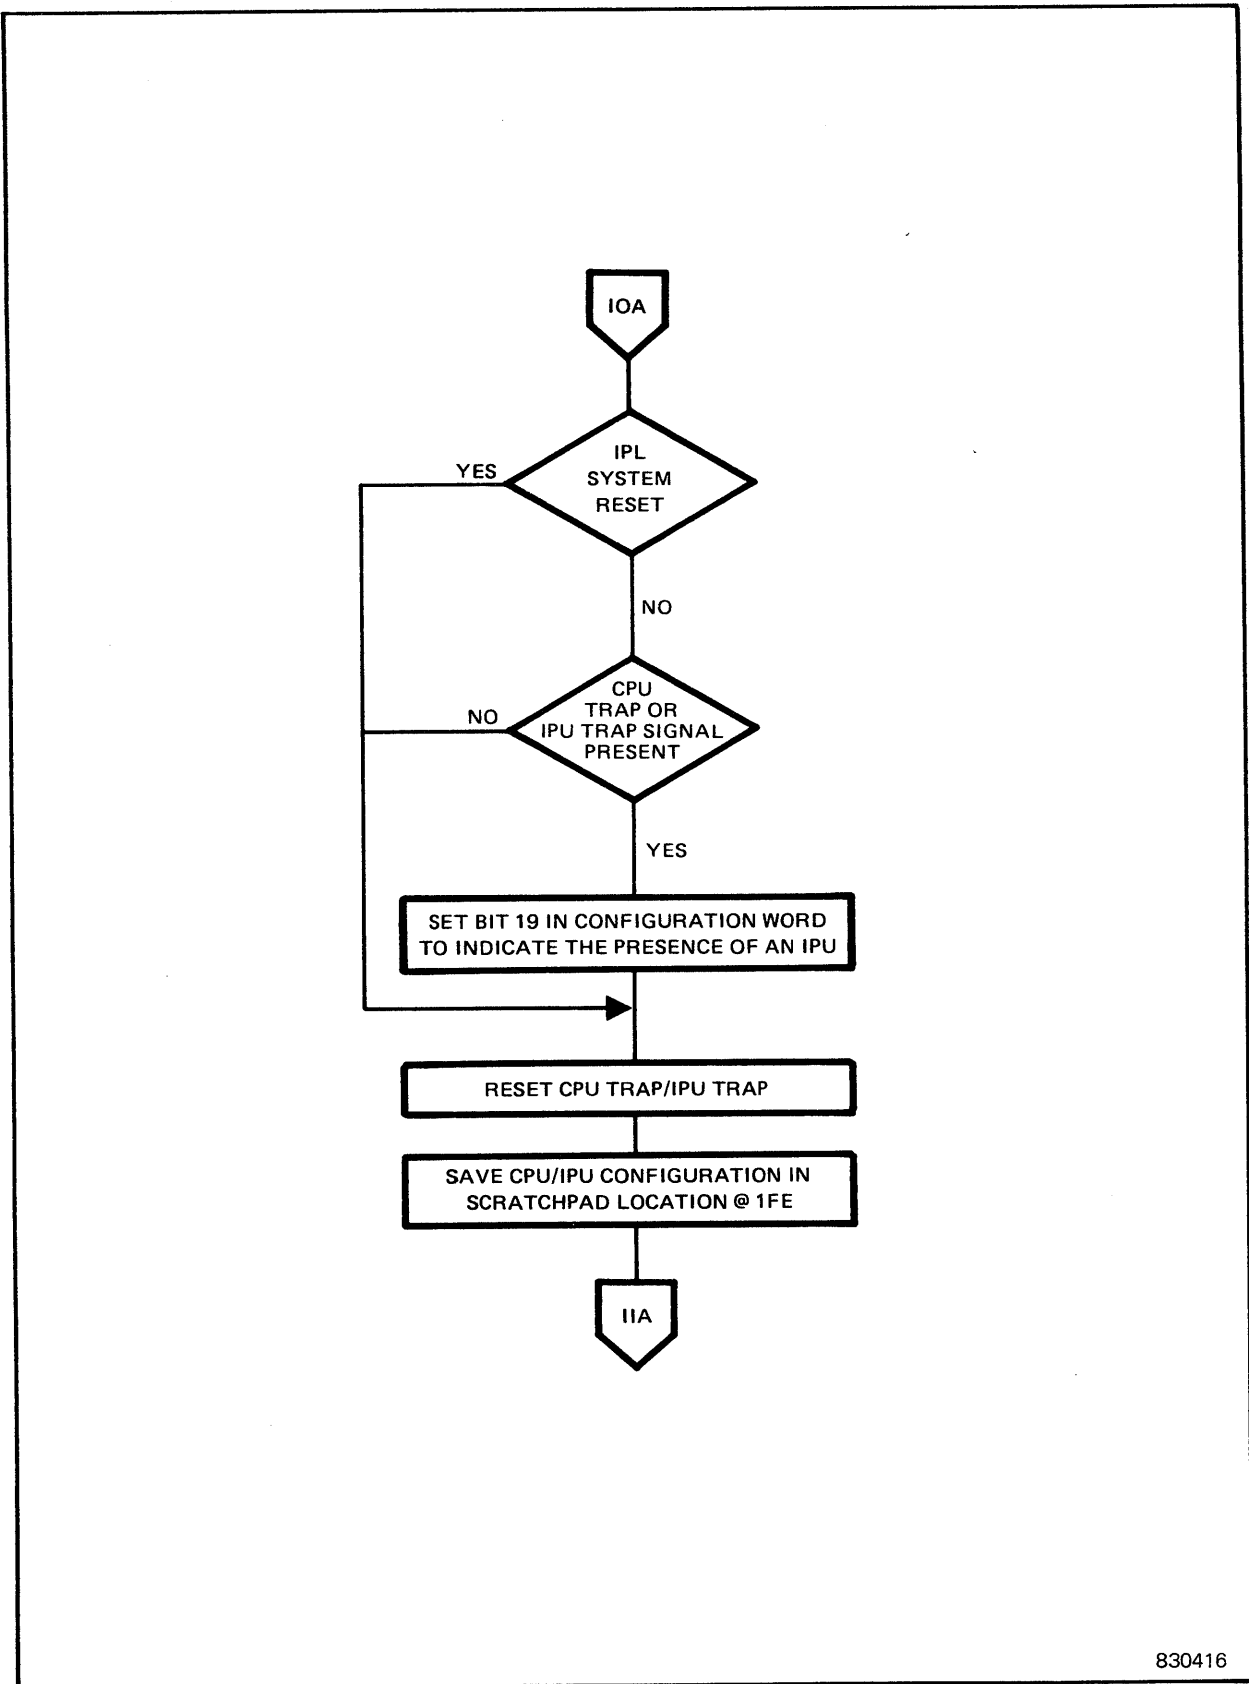 IOA
IPL
SYSTEM
RESET
YES
NO
CPU
TRAP OR
IPU TRAP SIGNAL
PRESENT
NO
YES
SET BIT 19 IN CONFIGURATION WORD
TO INDICATE THE PRESENCE OF AN IPU
RESET CPU TRAP/IPU TRAP
SAVE CPU/IPU CONFIGURATION IN
SCRATCHPAD LOCATION @ 1FE
IIA
830416